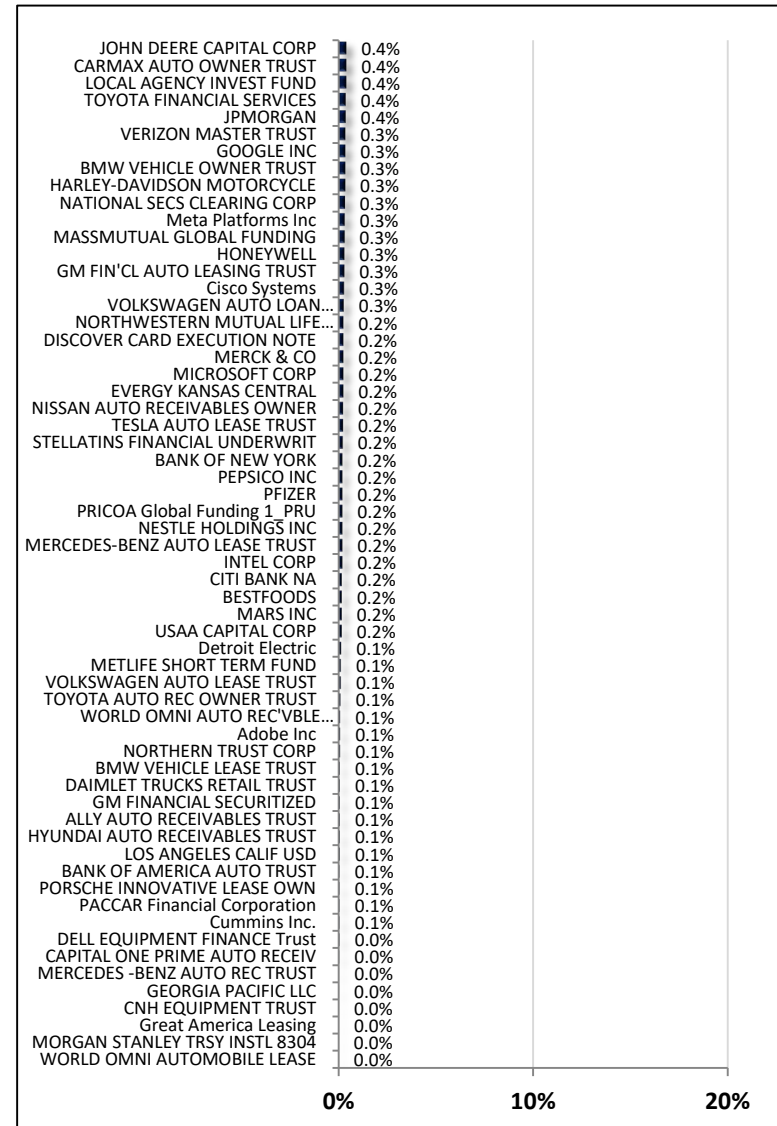 JOHN DEERE CAPITAL CORP 0.4%
CARMAX AUTO OWNER TRUST 0.4%
LOCAL AGENCY INVEST FUND 0.4%
TOYOTA FINANCIAL SERVICES 0.4%
JPMORGAN 0.4%
VERIZON MASTER TRUST 0.3%
GOOGLE INC 0.3%
BMW VEHICLE OWNER TRUST 0.3%
HARLEY-DAVIDSON MOTORCYCLE 0.3%
NATIONAL SECS CLEARING CORP 0.3%
Meta Platforms Inc 0.3%
MASSMUTUAL GLOBAL FUNDING 0.3%
HONEYWELL 0.3%
GM FIN'CL AUTO LEASING TRUST 0.3%
Cisco Systems 0.3%
VOLKSWAGEN AUTO LOAN... 0.3%
NORTHWESTERN MUTUAL LIFE... 0.2%
DISCOVER CARD EXECUTION NOTE 0.2%
MERCK & CO 0.2%
MICROSOFT CORP 0.2%
EVERGY KANSAS CENTRAL 0.2%
NISSAN AUTO RECEIVABLES OWNER 0.2%
TESLA AUTO LEASE TRUST 0.2%
STELLATINS FINANCIAL UNDERWRIT 0.2%
BANK OF NEW YORK 0.2%
PEPSICO INC 0.2%
PFIZER 0.2%
PRICOA Global Funding 1_PRU 0.2%
NESTLE HOLDINGS INC 0.2%
MERCEDES-BENZ AUTO LEASE TRUST 0.2%
INTEL CORP 0.2%
CITI BANK NA 0.2%
BESTFOODS 0.2%
MARS INC 0.2%
USAA CAPITAL CORP 0.2%
Detroit Electric 0.1%
METLIFE SHORT TERM FUND 0.1%
VOLKSWAGEN AUTO LEASE TRUST 0.1%
TOYOTA AUTO REC OWNER TRUST 0.1%
WORLD OMNI AUTO REC'VBLE... 0.1%
Adobe Inc 0.1%
NORTHERN TRUST CORP 0.1%
BMW VEHICLE LEASE TRUST 0.1%
DAIMLET TRUCKS RETAIL TRUST 0.1%
GM FINANCIAL SECURITIZED 0.1%
ALLY AUTO RECEIVABLES TRUST 0.1%
HYUNDAI AUTO RECEIVABLES TRUST 0.1%
LOS ANGELES CALIF USD 0.1%
BANK OF AMERICA AUTO TRUST 0.1%
PORSCHE INNOVATIVE LEASE OWN 0.1%
PACCAR Financial Corporation 0.1%
Cummins Inc. 0.1%
DELL EQUIPMENT FINANCE Trust 0.0%
CAPITAL ONE PRIME AUTO RECEIV 0.0%
MERCEDES -BENZ AUTO REC TRUST 0.0%
GEORGIA PACIFIC LLC 0.0%
CNH EQUIPMENT TRUST 0.0%
Great America Leasing 0.0%
MORGAN STANLEY TRSY INSTL 8304 0.0%
WORLD OMNI AUTOMOBILE LEASE 0.0%
0% 10% 20%